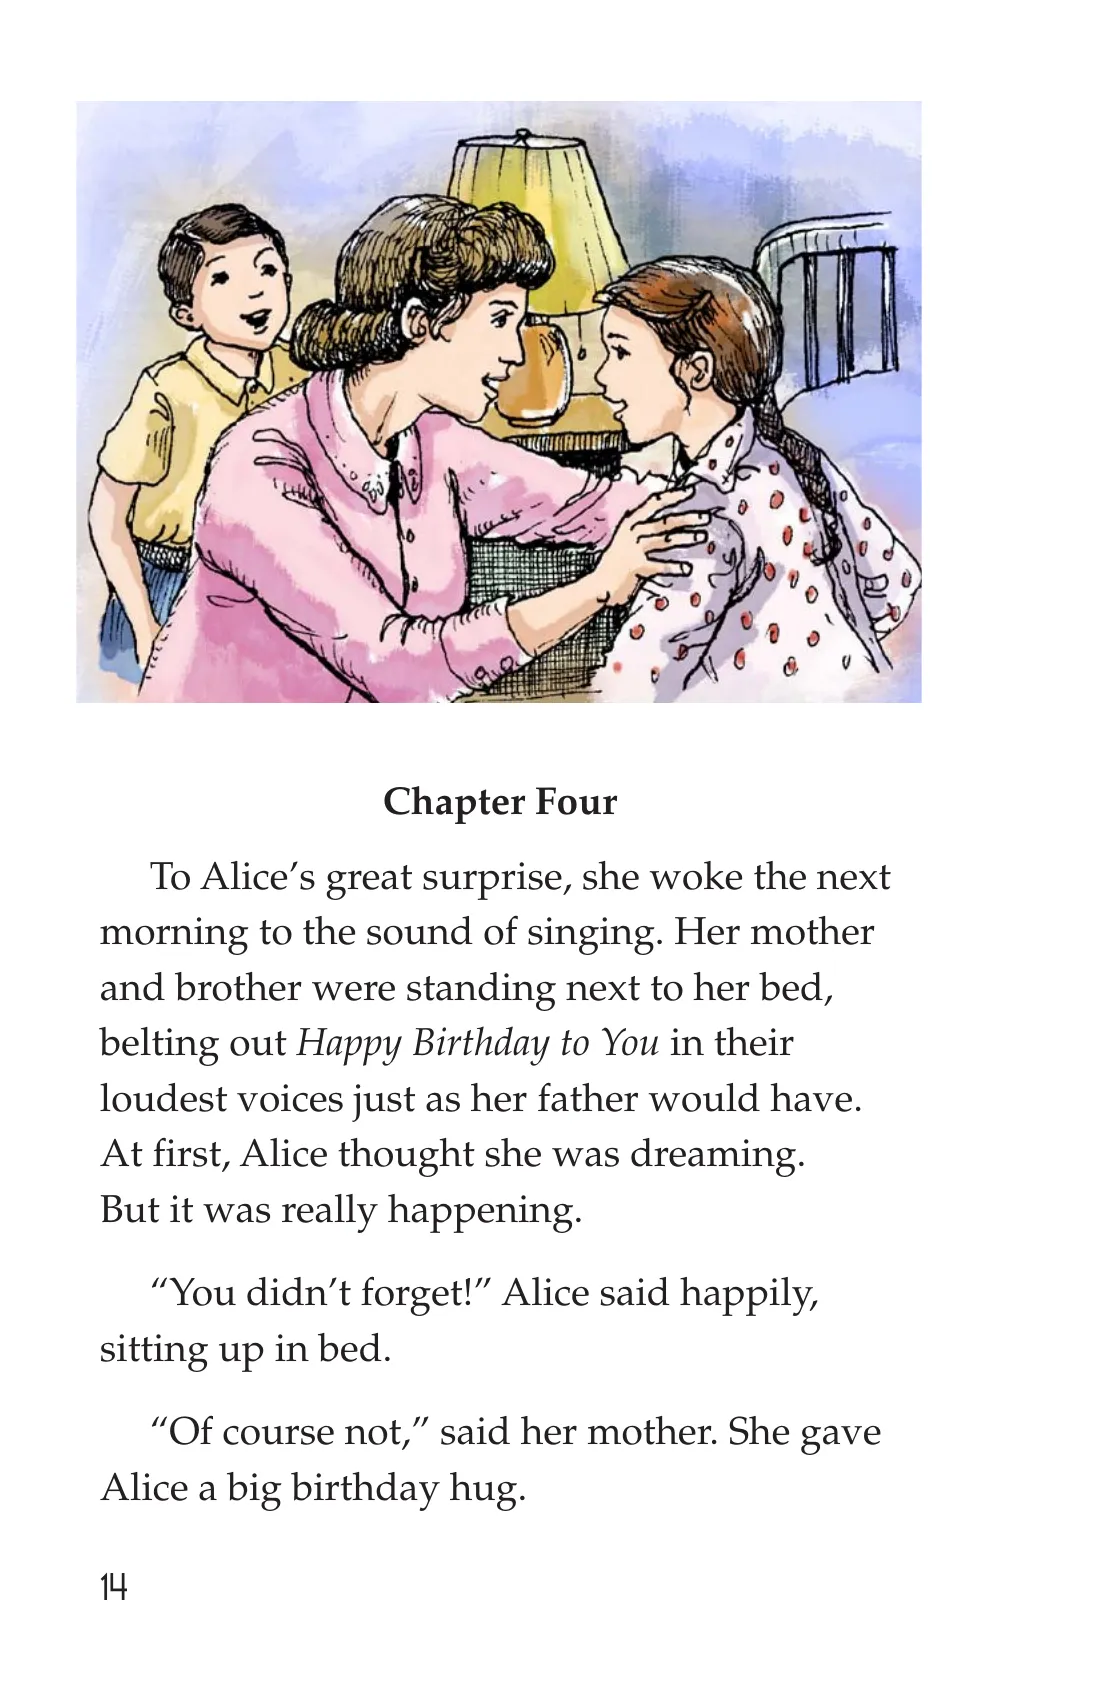 Chapter Four
To Alice’s great surprise, she woke the next
morning to the sound of singing. Her mother
and brother were standing next to her bed,
belting out Happy Birthday to You in their
loudest voices just as her father would have.
At first, Alice thought she was dreaming.
But it was really happening.
“You didn’t forget!” Alice said happily,
sitting up in bed.
“Of course not,” said her mother. She gave
Alice a big birthday hug.
14